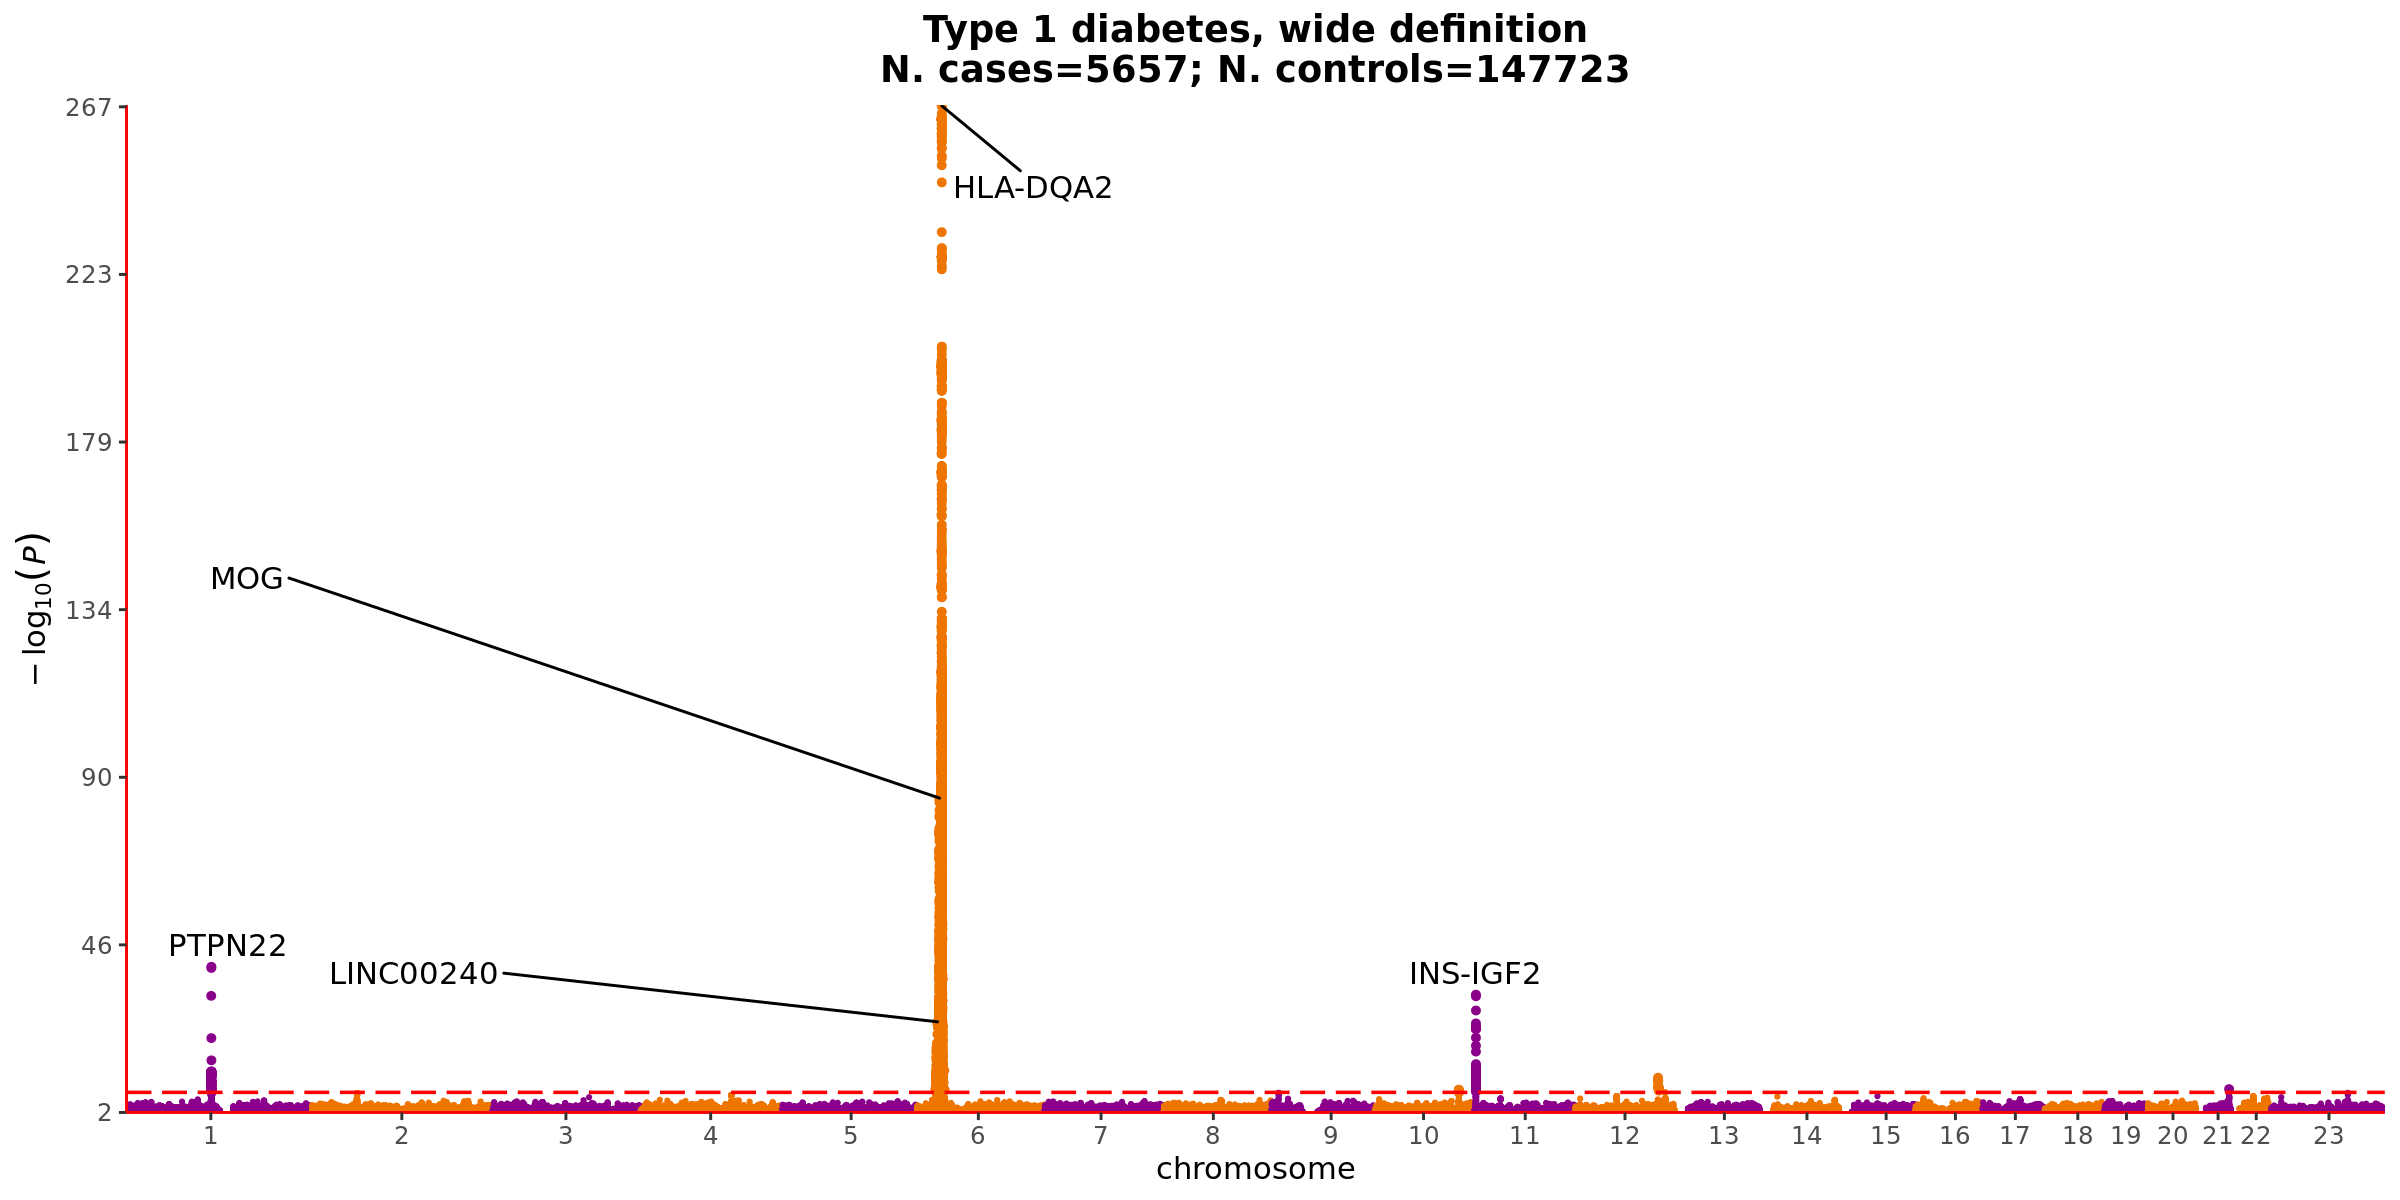 Type 1 diabetes, wide definition
N. cases=5657; N. controls=147723
267
HLA-DQA2
223
179
MOG
134
90
PTPN22
46
LINC00240
INS-IGF2
2
−log10(P)
1 2 3 4 5 6 7 8 9 10 11 12 13 14 15 16 17 18 19 20 21 22 23
chromosome